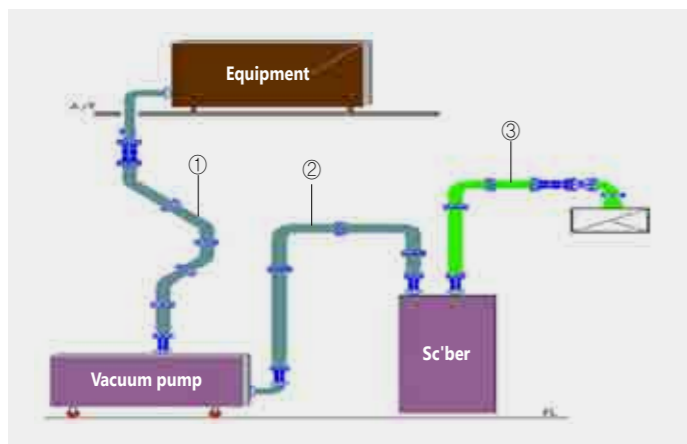 Equipment
①
②
③
Vacuum pump
Sc'ber
FL